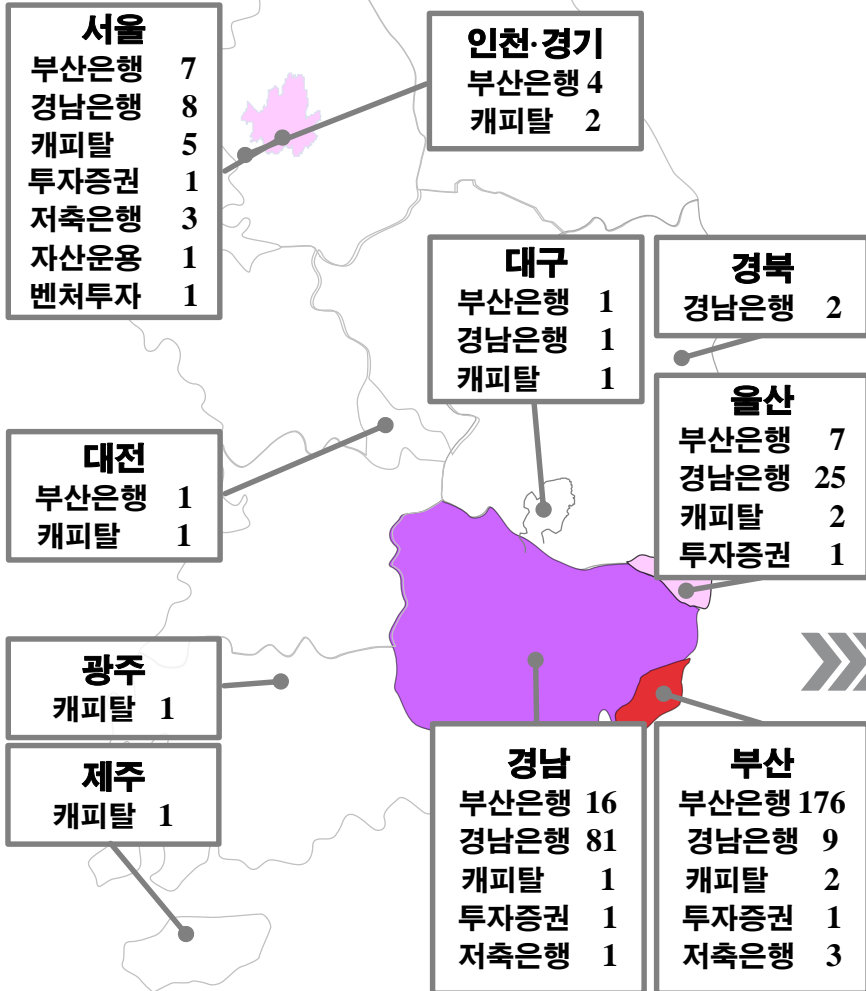 서울
부산은행 7
경남은행 8
캐피탈 5
투자증권 1
저축은행 3
자산운용 1
벤처투자 1
인천·경기
부산은행 4
캐피탈 2
대구
부산은행 1
경남은행 1
캐피탈 1
경북
경남은행 2
울산
부산은행 7
경남은행 25
캐피탈 2
투자증권 1
대전
부산은행 1
캐피탈 1
광주
캐피탈 1
제주
캐피탈 1
경남
부산은행 16
경남은행 81
캐피탈 1
투자증권 1
저축은행 1
부산
부산은행 176
경남은행 9
캐피탈 2
투자증권 1
저축은행 3